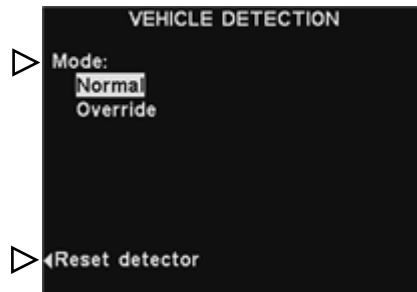 VEHICLE DETECTION
Mode:
Normal
Override
Reset detector